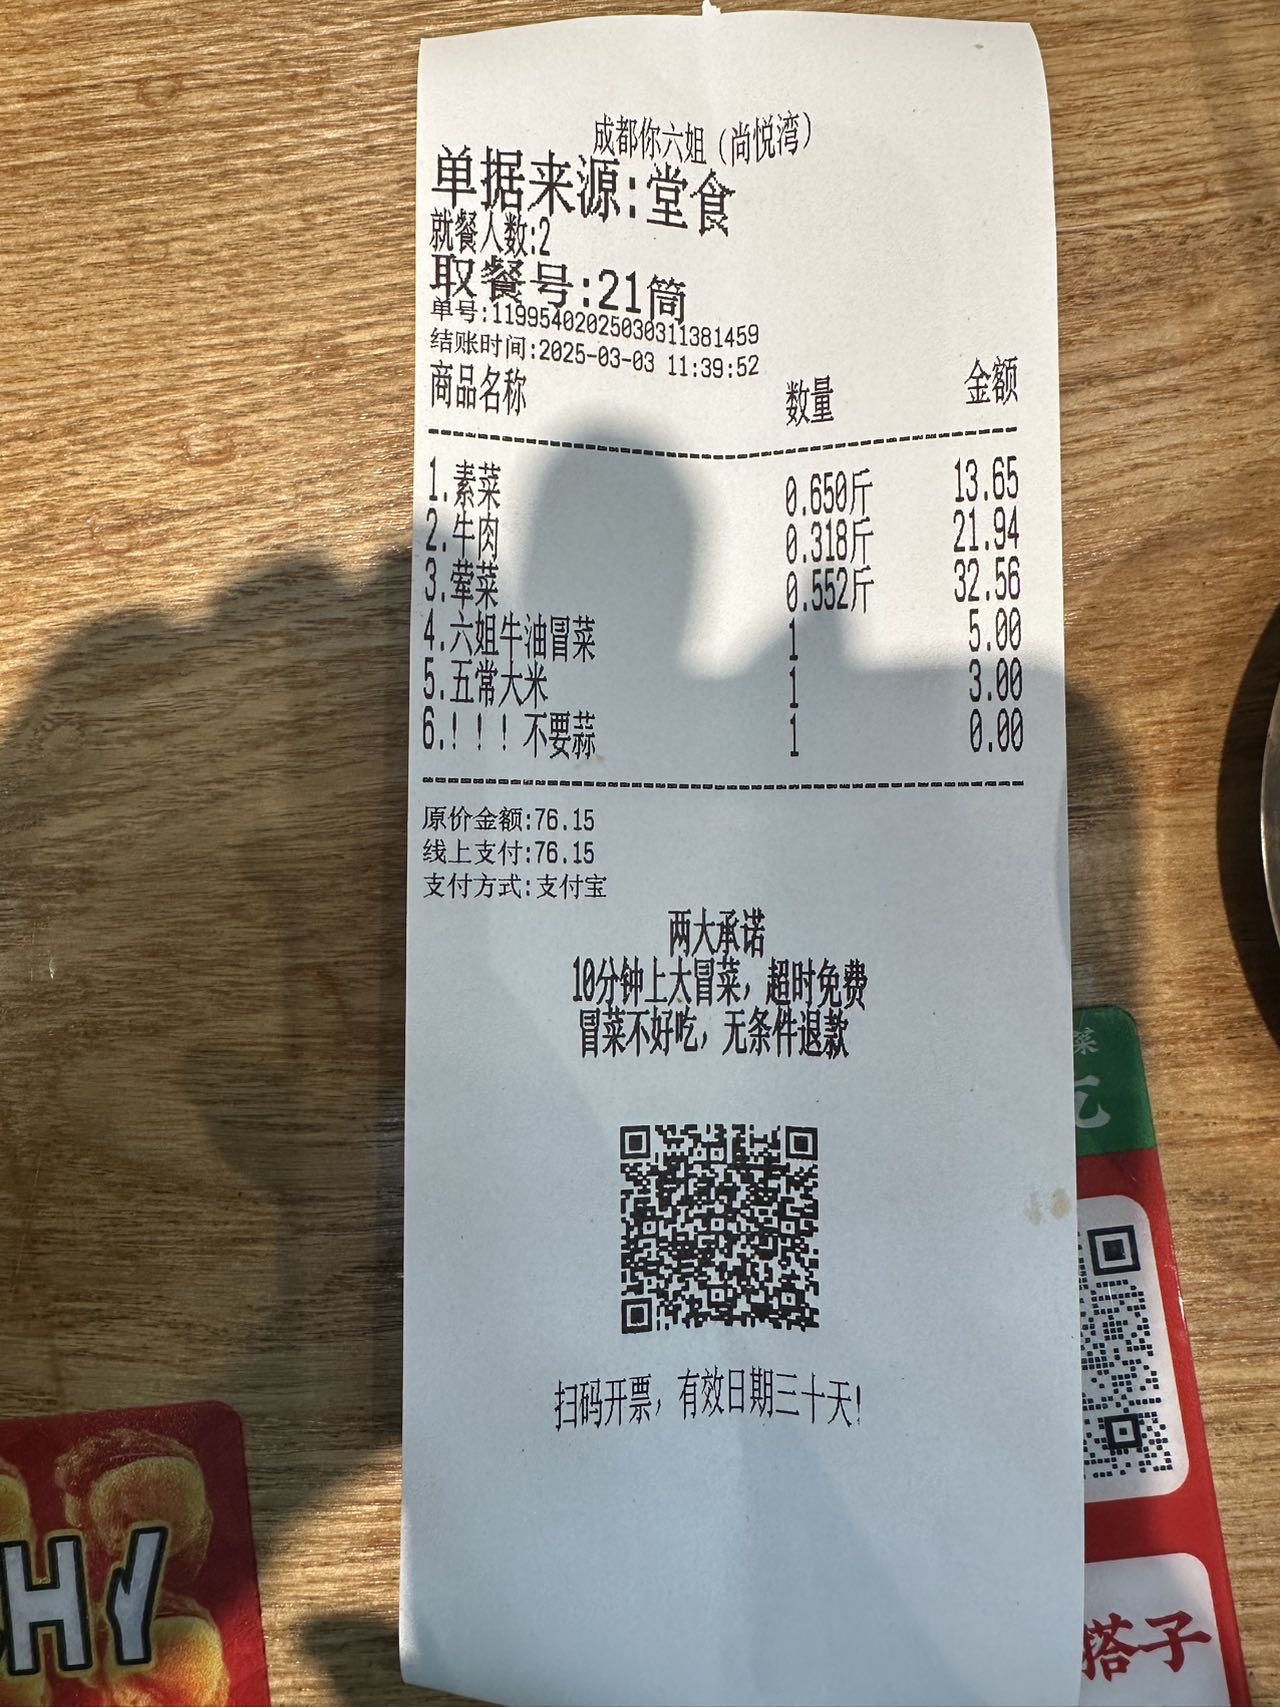 成都你六姐（尚悦湾）
单据来源:堂食
就餐人数:2
取餐号:21筒
单号:11995402025030311381459
结账时间:2025-03-03 11:39:52
商品名称 数量 金额
1.素菜 0.650斤 13.65
2.牛肉 0.318斤 21.94
3.荤菜 0.552斤 32.56
4.六姐牛油冒菜 1 5.00
5.五常大米 1 3.00
6.！！！不要蒜 1 0.00
原价金额:76.15
线上支付:76.15
支付方式:支付宝
两大承诺
10分钟上大冒菜，超时免费
冒菜不好吃，无条件退款
扫码开票，有效日期三十天!
菜
元
搭子